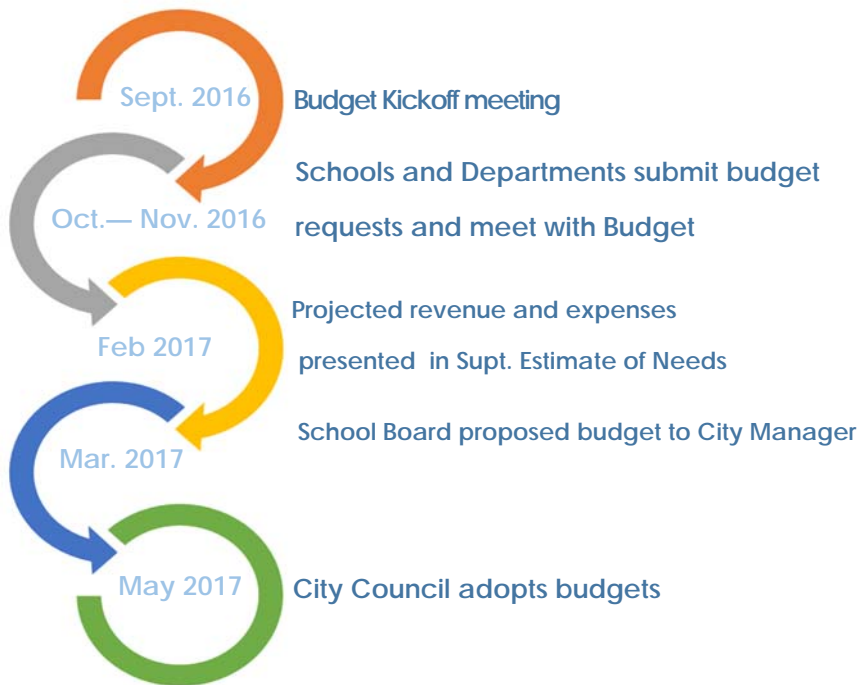 Sept. 2016
Budget Kickoff meeting
Schools and Departments submit budget
Oct.— Nov. 2016
requests and meet with Budget
Projected revenue and expenses
Feb 2017
presented in Supt. Estimate of Needs
School Board proposed budget to City Manager
Mar. 2017
May 2017
City Council adopts budgets